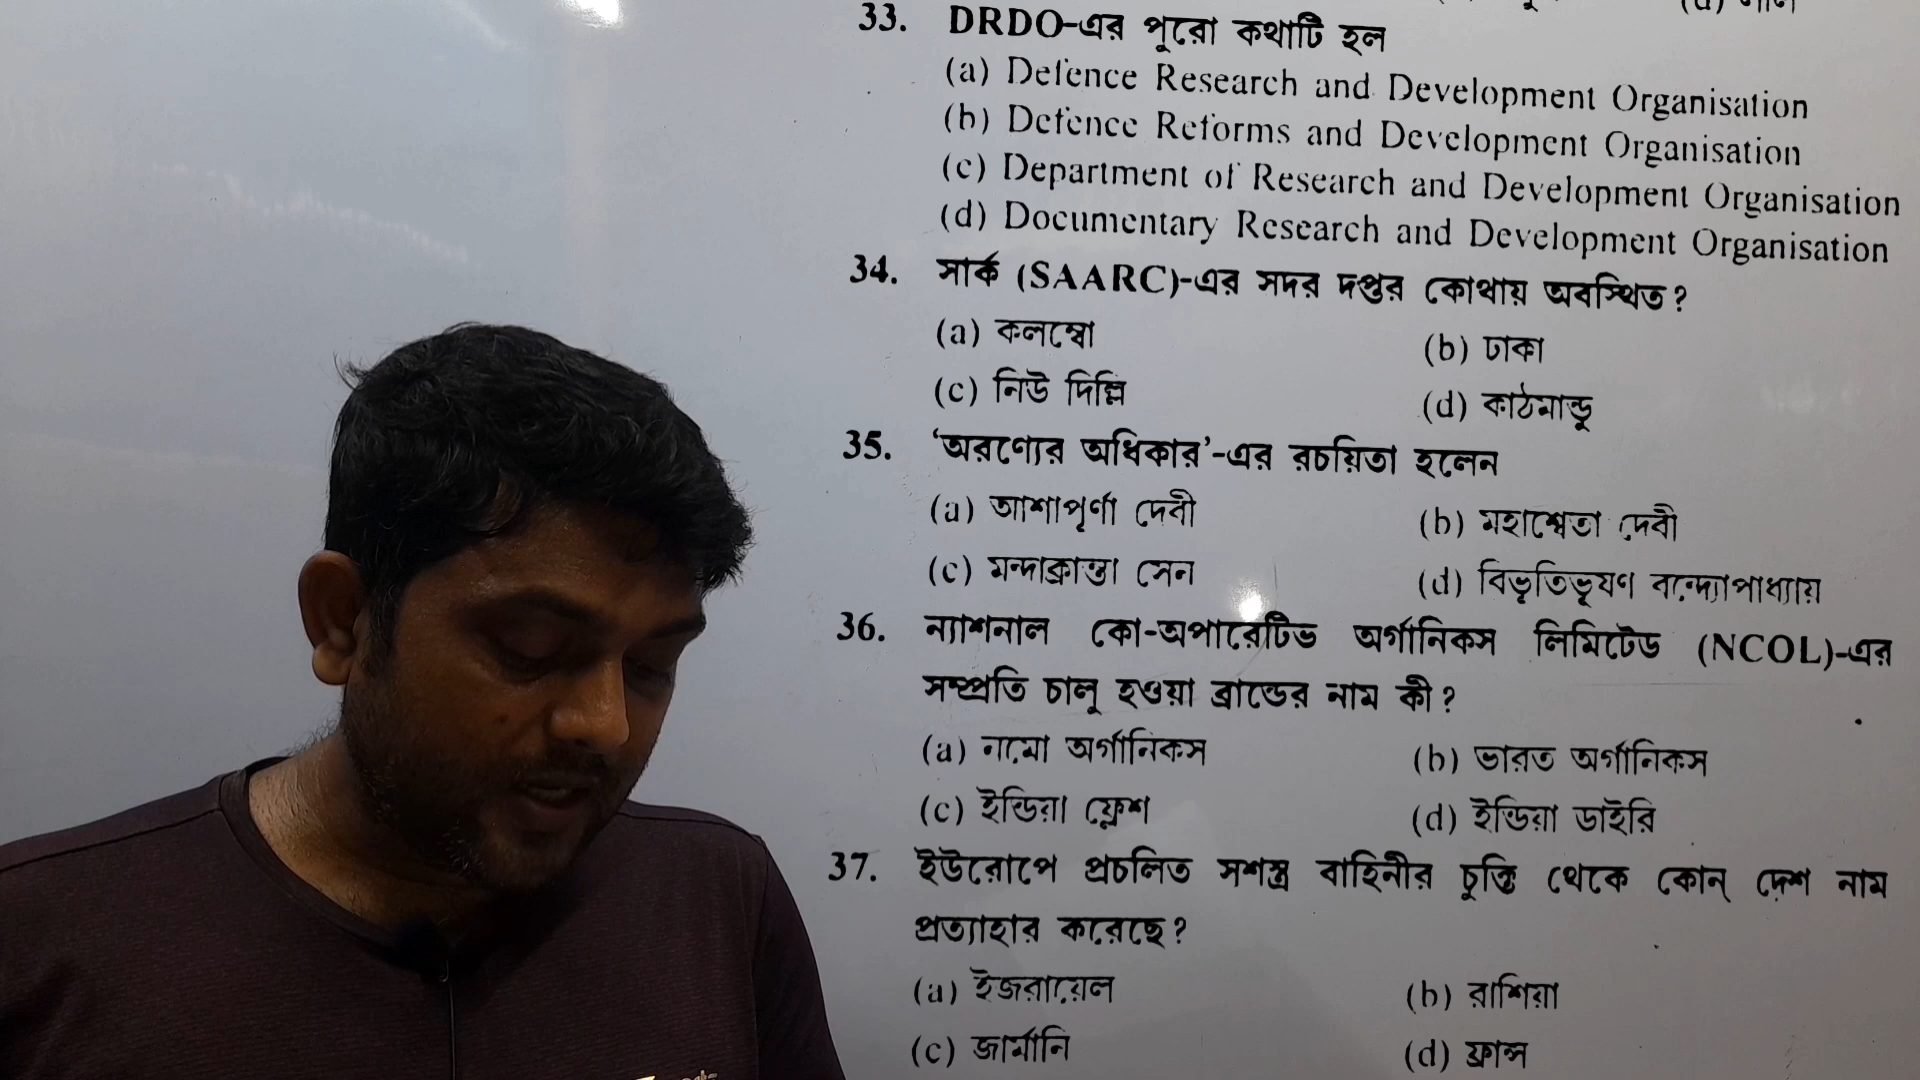 33. DRDO-এর পুরো কথাটি হল
(a) Defence Research and Development Organisation
(b) Defence Reforms and Development Organisation
(c) Department of Research and Development Organisation
(d) Documentary Research and Development Organisation
34. সার্ক (SAARC)-এর সদর দপ্তর কোথায় অবস্থিত?
(a) কলম্বো (b) ঢাকা
(c) নিউ দিল্লি (d) কাঠমান্ডু
35. ‘অরণ্যের অধিকার’-এর রচয়িতা হলেন
(a) আশাপূর্ণা দেবী (b) মহাশ্বেতা দেবী
(c) মন্দাক্রান্তা সেন (d) বিভূতিভূষণ বন্দ্যোপাধ্যায়
36. ন্যাশনাল কো-অপারেটিভ অর্গানিকস লিমিটেড (NCOL)-এর
সম্প্রতি চালু হওয়া ব্রান্ডের নাম কী?
(a) নামো অর্গানিকস (b) ভারত অর্গানিকস
(c) ইন্ডিয়া ফ্রেশ (d) ইন্ডিয়া ডাইরি
37. ইউরোপে প্রচলিত সশস্ত্র বাহিনীর চুক্তি থেকে কোন্ দেশ নাম
প্রত্যাহার করেছে?
(a) ইজরায়েল (b) রাশিয়া
(c) জার্মানি (d) ফ্রান্স